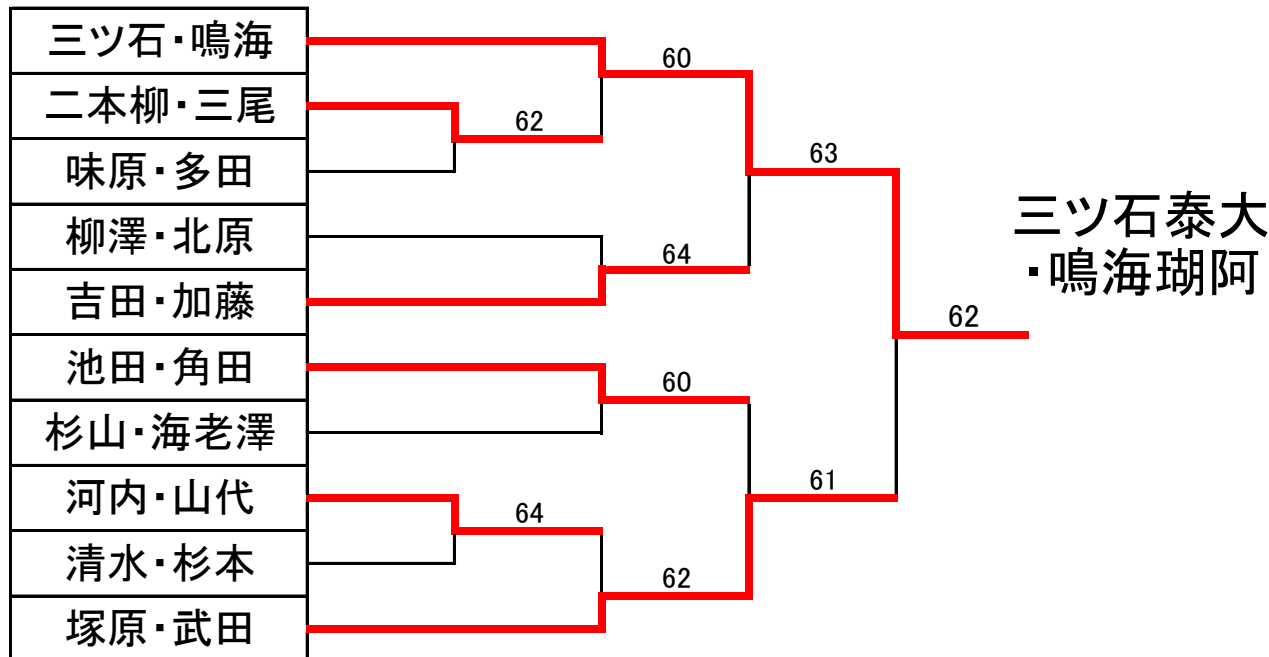 三ツ石・鳴海
60
二本柳・三尾
62
味原・多田
63
柳澤・北原
64
吉田・加藤
三ツ石泰大
・鳴海瑚阿
62
池田・角田
60
杉山・海老澤
河内・山代
61
64
清水・杉本
62
塚原・武田